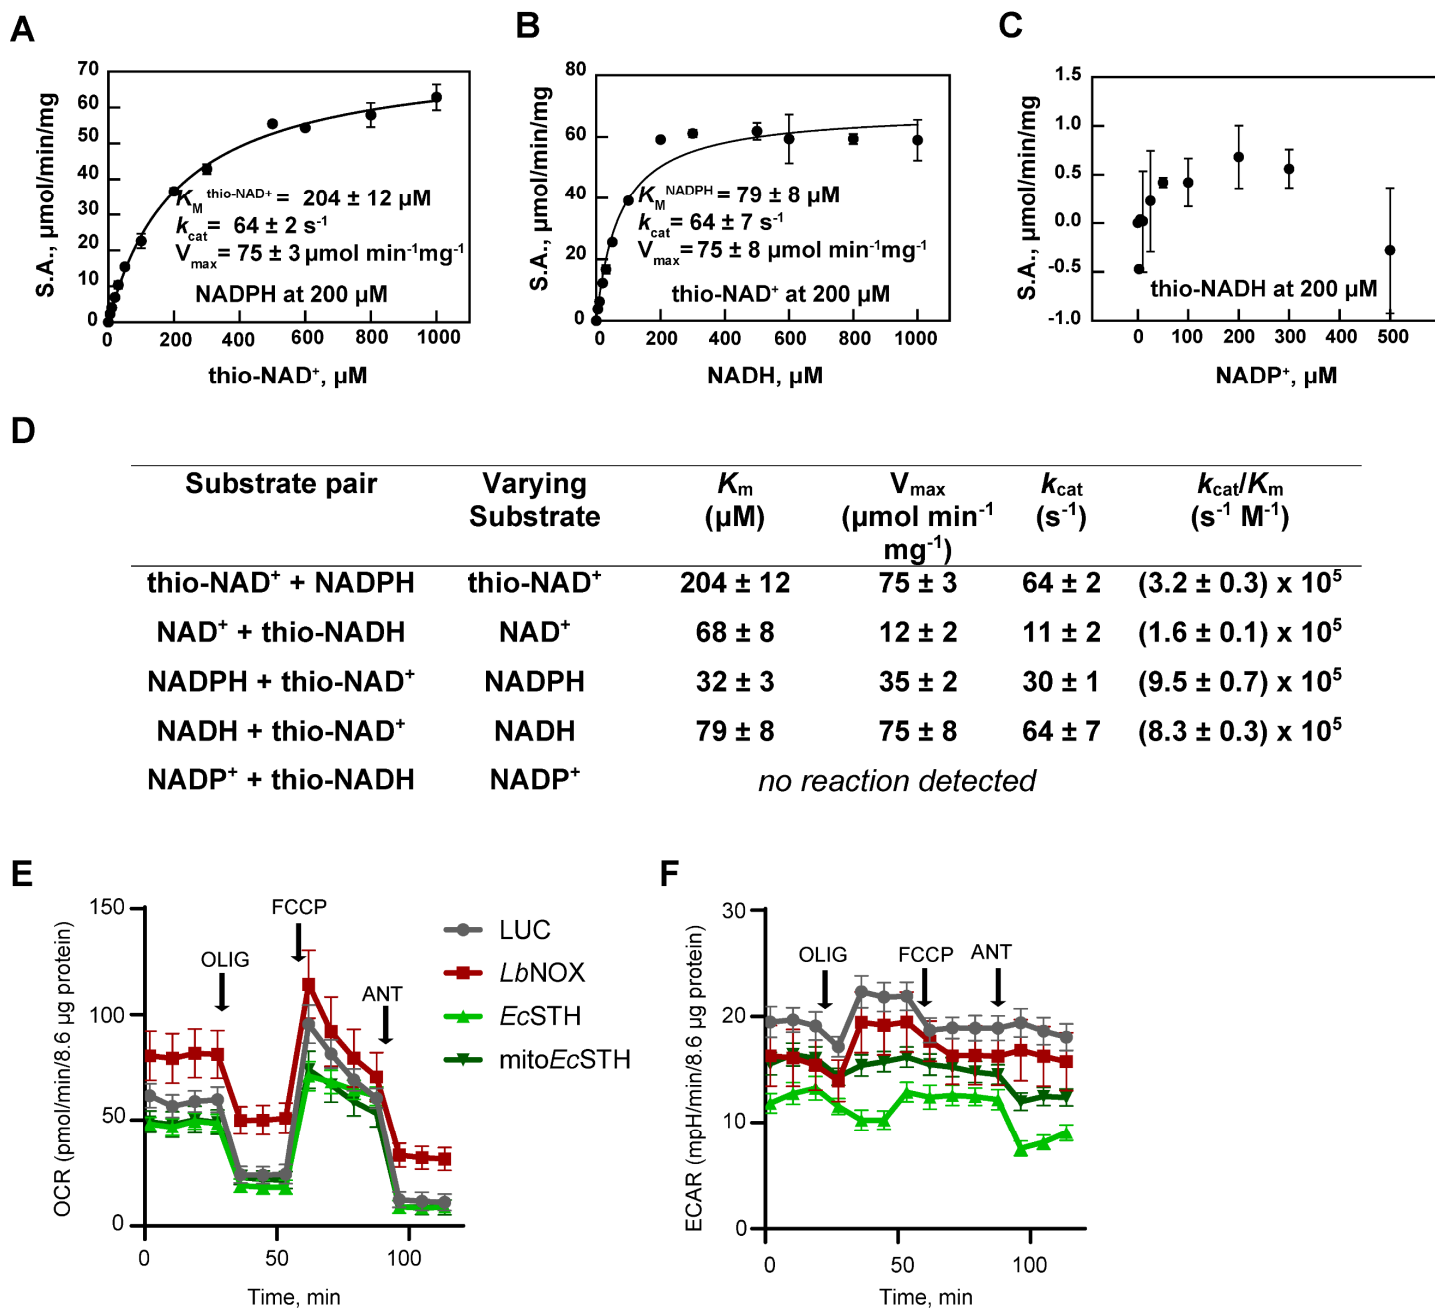 A
S.A., µmol/min/mg
70
60
50
40
30
20
10
0
K_M^thio-NAD+ = 204 ± 12 µM
k_cat = 64 ± 2 s⁻¹
V_max = 75 ± 3 µmol min⁻¹mg⁻¹
NADPH at 200 µM
0 200 400 600 800 1000
thio-NAD⁺, µM
B
S.A., µmol/min/mg
80
60
40
20
0
K_M^NADPH = 79 ± 8 µM
k_cat = 64 ± 7 s⁻¹
V_max = 75 ± 8 µmol min⁻¹mg⁻¹
thio-NAD⁺ at 200 µM
0 200 400 600 800 1000
NADH, µM
C
S.A., µmol/min/mg
1.5
1.0
0.5
0.0
-0.5
-1.0
thio-NADH at 200 µM
0 100 200 300 400 500
NADP⁺, µM
D
Substrate pair Varying Substrate K_m (µM) V_max (µmol min⁻¹ mg⁻¹) k_cat (s⁻¹) k_cat/K_m (s⁻¹ M⁻¹)
thio-NAD⁺ + NADPH thio-NAD⁺ 204 ± 12 75 ± 3 64 ± 2 (3.2 ± 0.3) x 10⁵
NAD⁺ + thio-NADH NAD⁺ 68 ± 8 12 ± 2 11 ± 2 (1.6 ± 0.1) x 10⁵
NADPH + thio-NAD⁺ NADPH 32 ± 3 35 ± 2 30 ± 1 (9.5 ± 0.7) x 10⁵
NADH + thio-NAD⁺ NADH 79 ± 8 75 ± 8 64 ± 7 (8.3 ± 0.3) x 10⁵
NADP⁺ + thio-NADH NADP⁺ no reaction detected
E
OCR (pmol/min/8.6 µg protein)
150
100
50
0
OLIG
FCCP
ANT
LUC
LbNOX
EcSTH
mitoEcSTH
0 50 100
Time, min
F
ECAR (mpH/min/8.6 µg protein)
30
20
10
0
OLIG
FCCP
ANT
0 50 100
Time, min